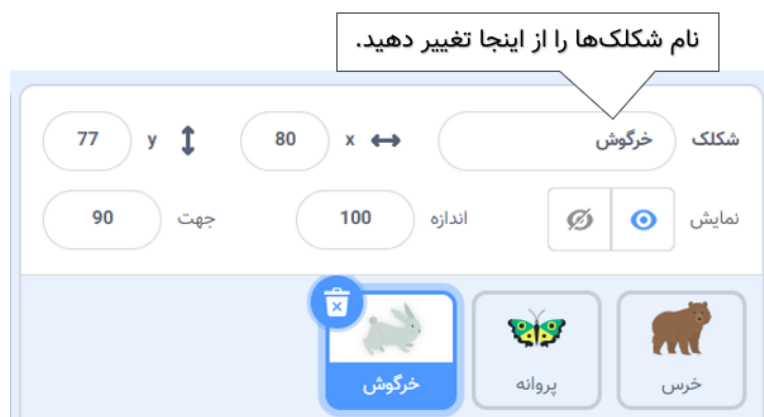 نام شکلک‌ها را از اینجا تغییر دهید.
شکلک خرگوش x 80 y 77
نمایش اندازه 100 جهت 90
خرس پروانه خرگوش